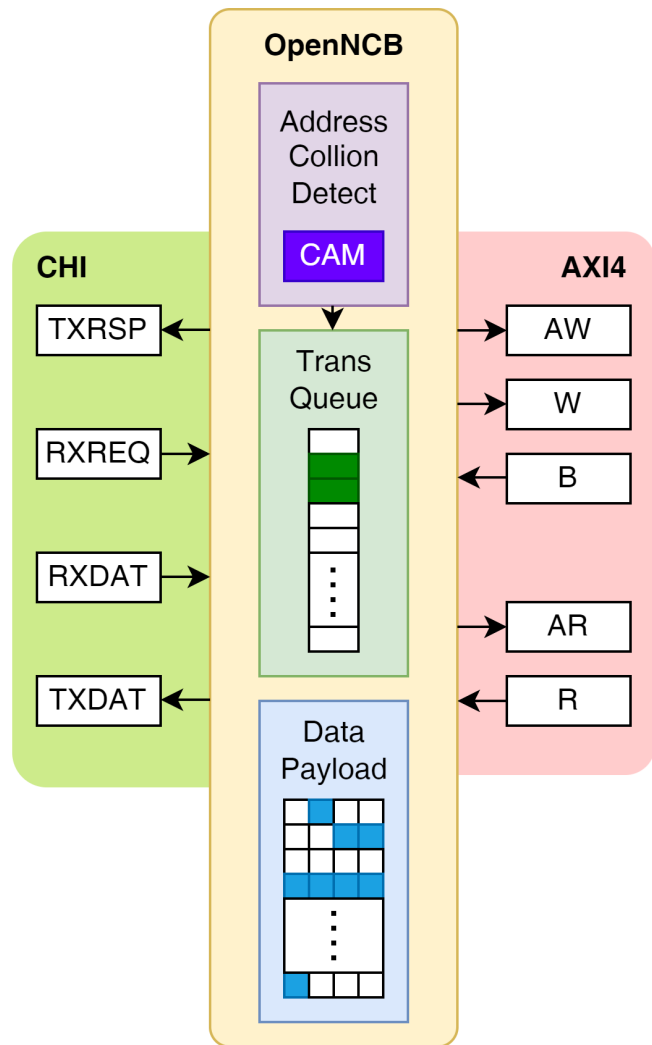 OpenNCB
Address
Collion
Detect
CAM
CHI
TXRSP
RXREQ
RXDAT
TXDAT
Trans
Queue
Data
Payload
AXI4
AW
W
B
AR
R